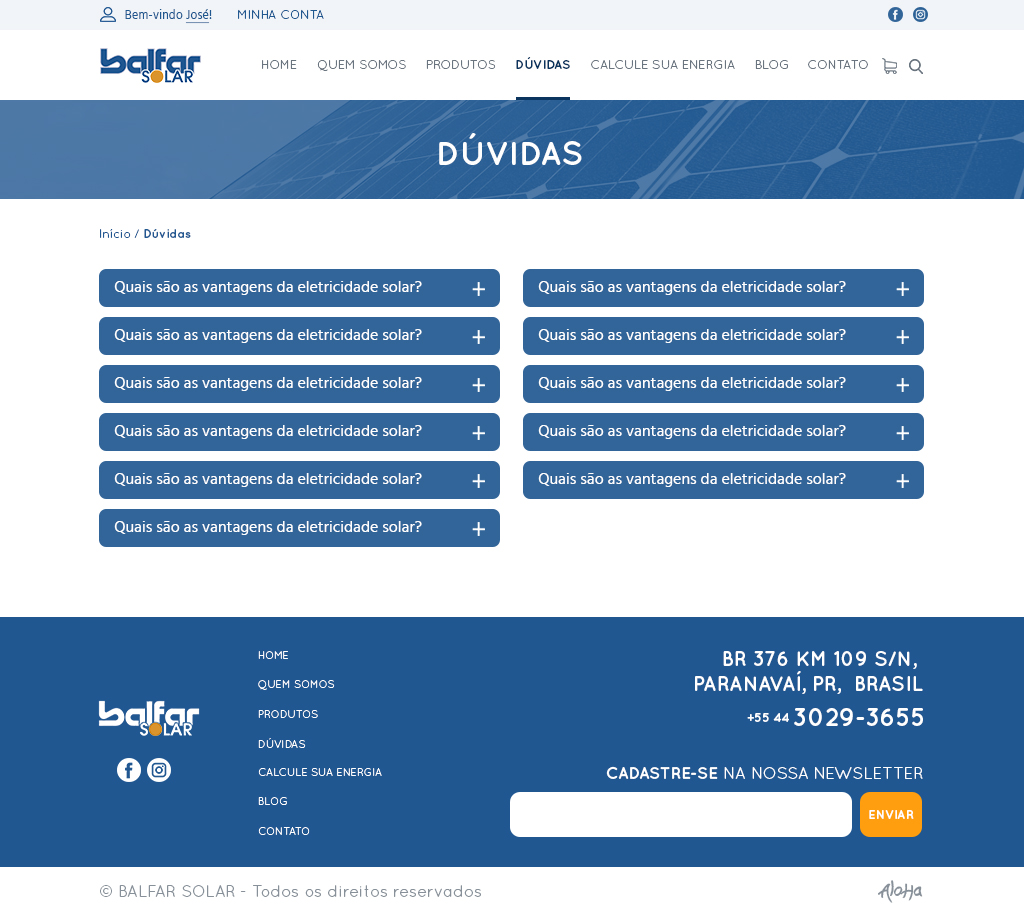 Bem-vindo José! MINHA CONTA
balfar SOLAR
HOME QUEM SOMOS PRODUTOS DÚVIDAS CALCULE SUA ENERGIA BLOG CONTATO
DÚVIDAS
Início / Dúvidas
Quais são as vantagens da eletricidade solar? +
Quais são as vantagens da eletricidade solar? +
Quais são as vantagens da eletricidade solar? +
Quais são as vantagens da eletricidade solar? +
Quais são as vantagens da eletricidade solar? +
Quais são as vantagens da eletricidade solar? +
Quais são as vantagens da eletricidade solar? +
Quais são as vantagens da eletricidade solar? +
Quais são as vantagens da eletricidade solar? +
Quais são as vantagens da eletricidade solar? +
Quais são as vantagens da eletricidade solar? +
balfar SOLAR
HOME
QUEM SOMOS
PRODUTOS
DÚVIDAS
CALCULE SUA ENERGIA
BLOG
CONTATO
BR 376 KM 109 S/N,
PARANAVAÍ, PR, BRASIL
+55 44 3029-3655
CADASTRE-SE NA NOSSA NEWSLETTER
ENVIAR
© BALFAR SOLAR - Todos os direitos reservados
Aloha